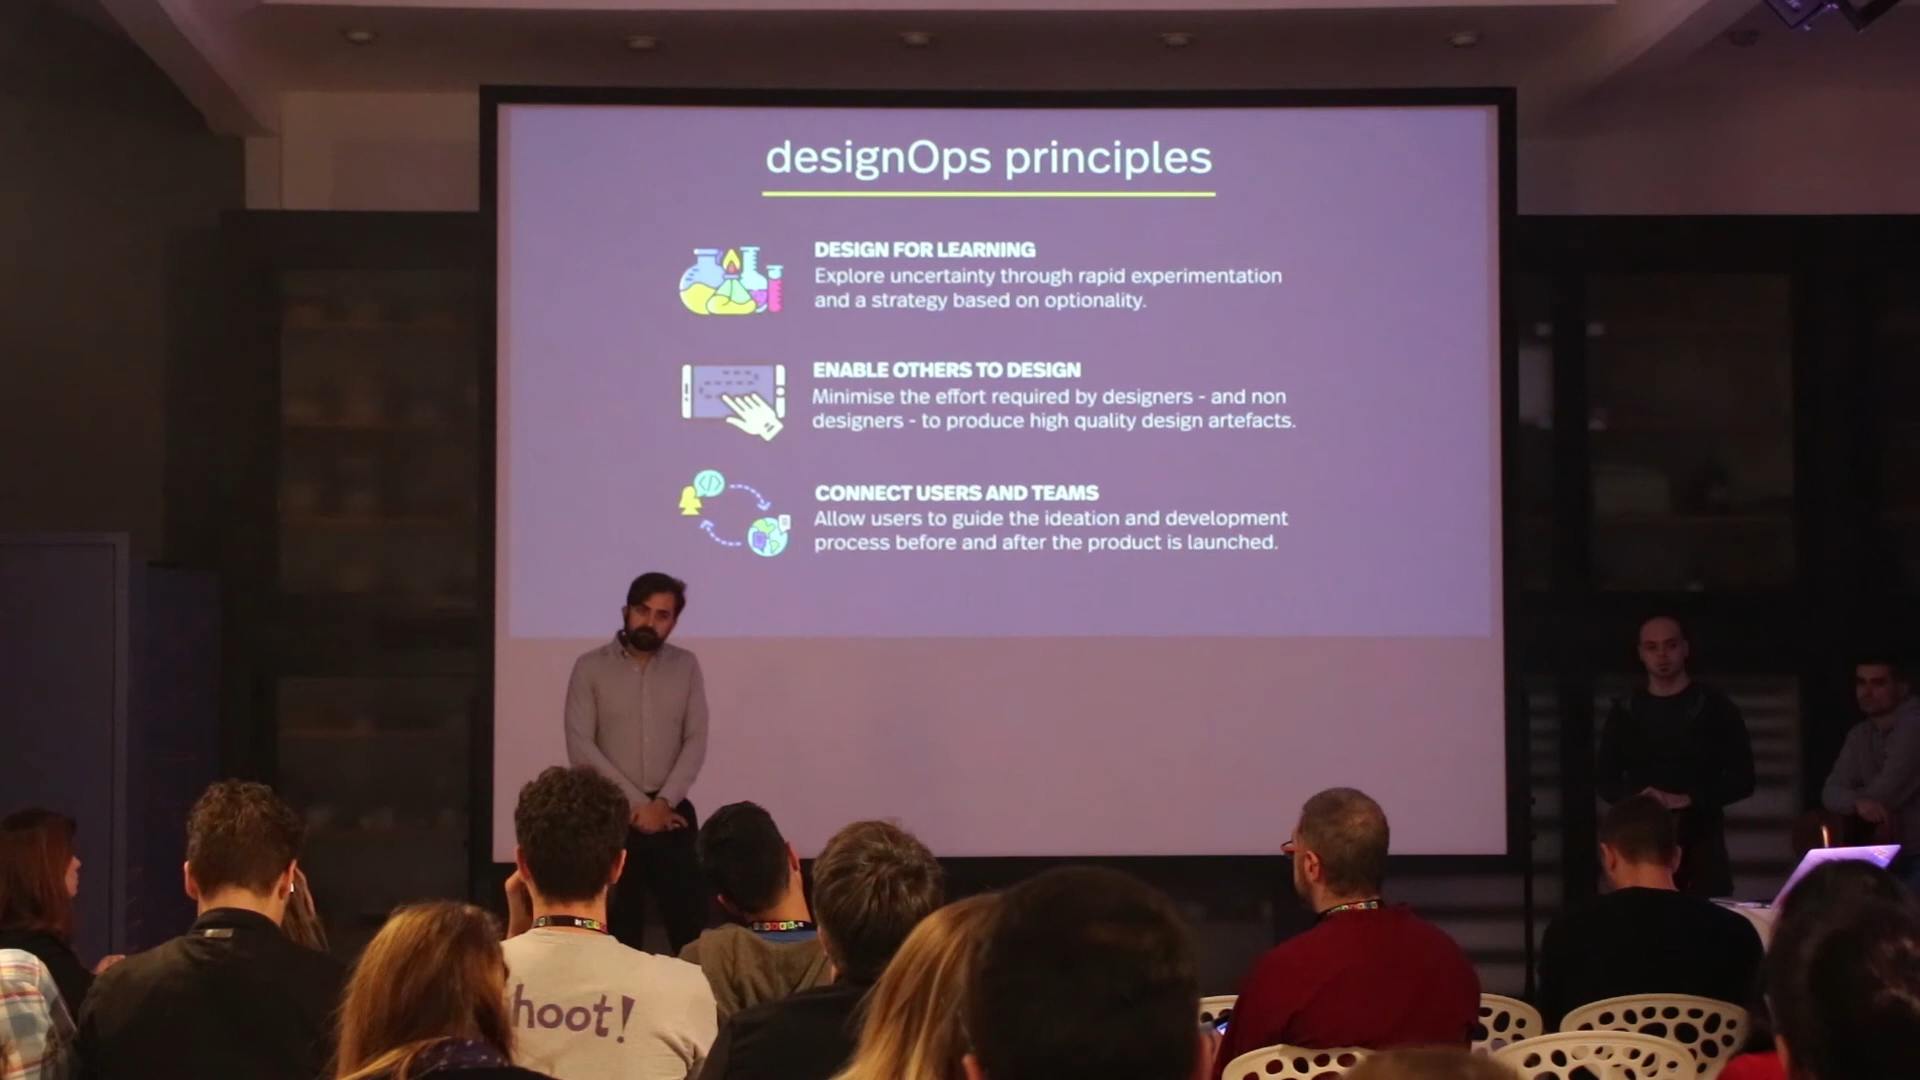 designOps principles
DESIGN FOR LEARNING
Explore uncertainty through rapid experimentation
and a strategy based on optionality.
ENABLE OTHERS TO DESIGN
Minimise the effort required by designers - and non
designers - to produce high quality design artefacts.
CONNECT USERS AND TEAMS
Allow users to guide the ideation and development
process before and after the product is launched.
hoot!